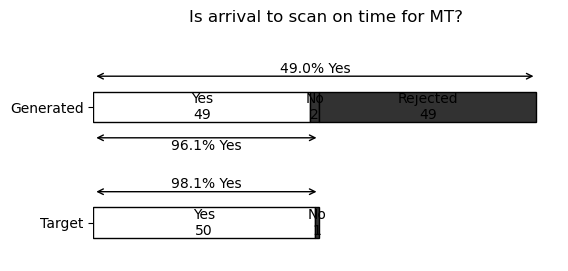 Is arrival to scan on time for MT?
49.0% Yes
Generated
Yes
49
No
2
Rejected
49
96.1% Yes
98.1% Yes
Target
Yes
50
No
1